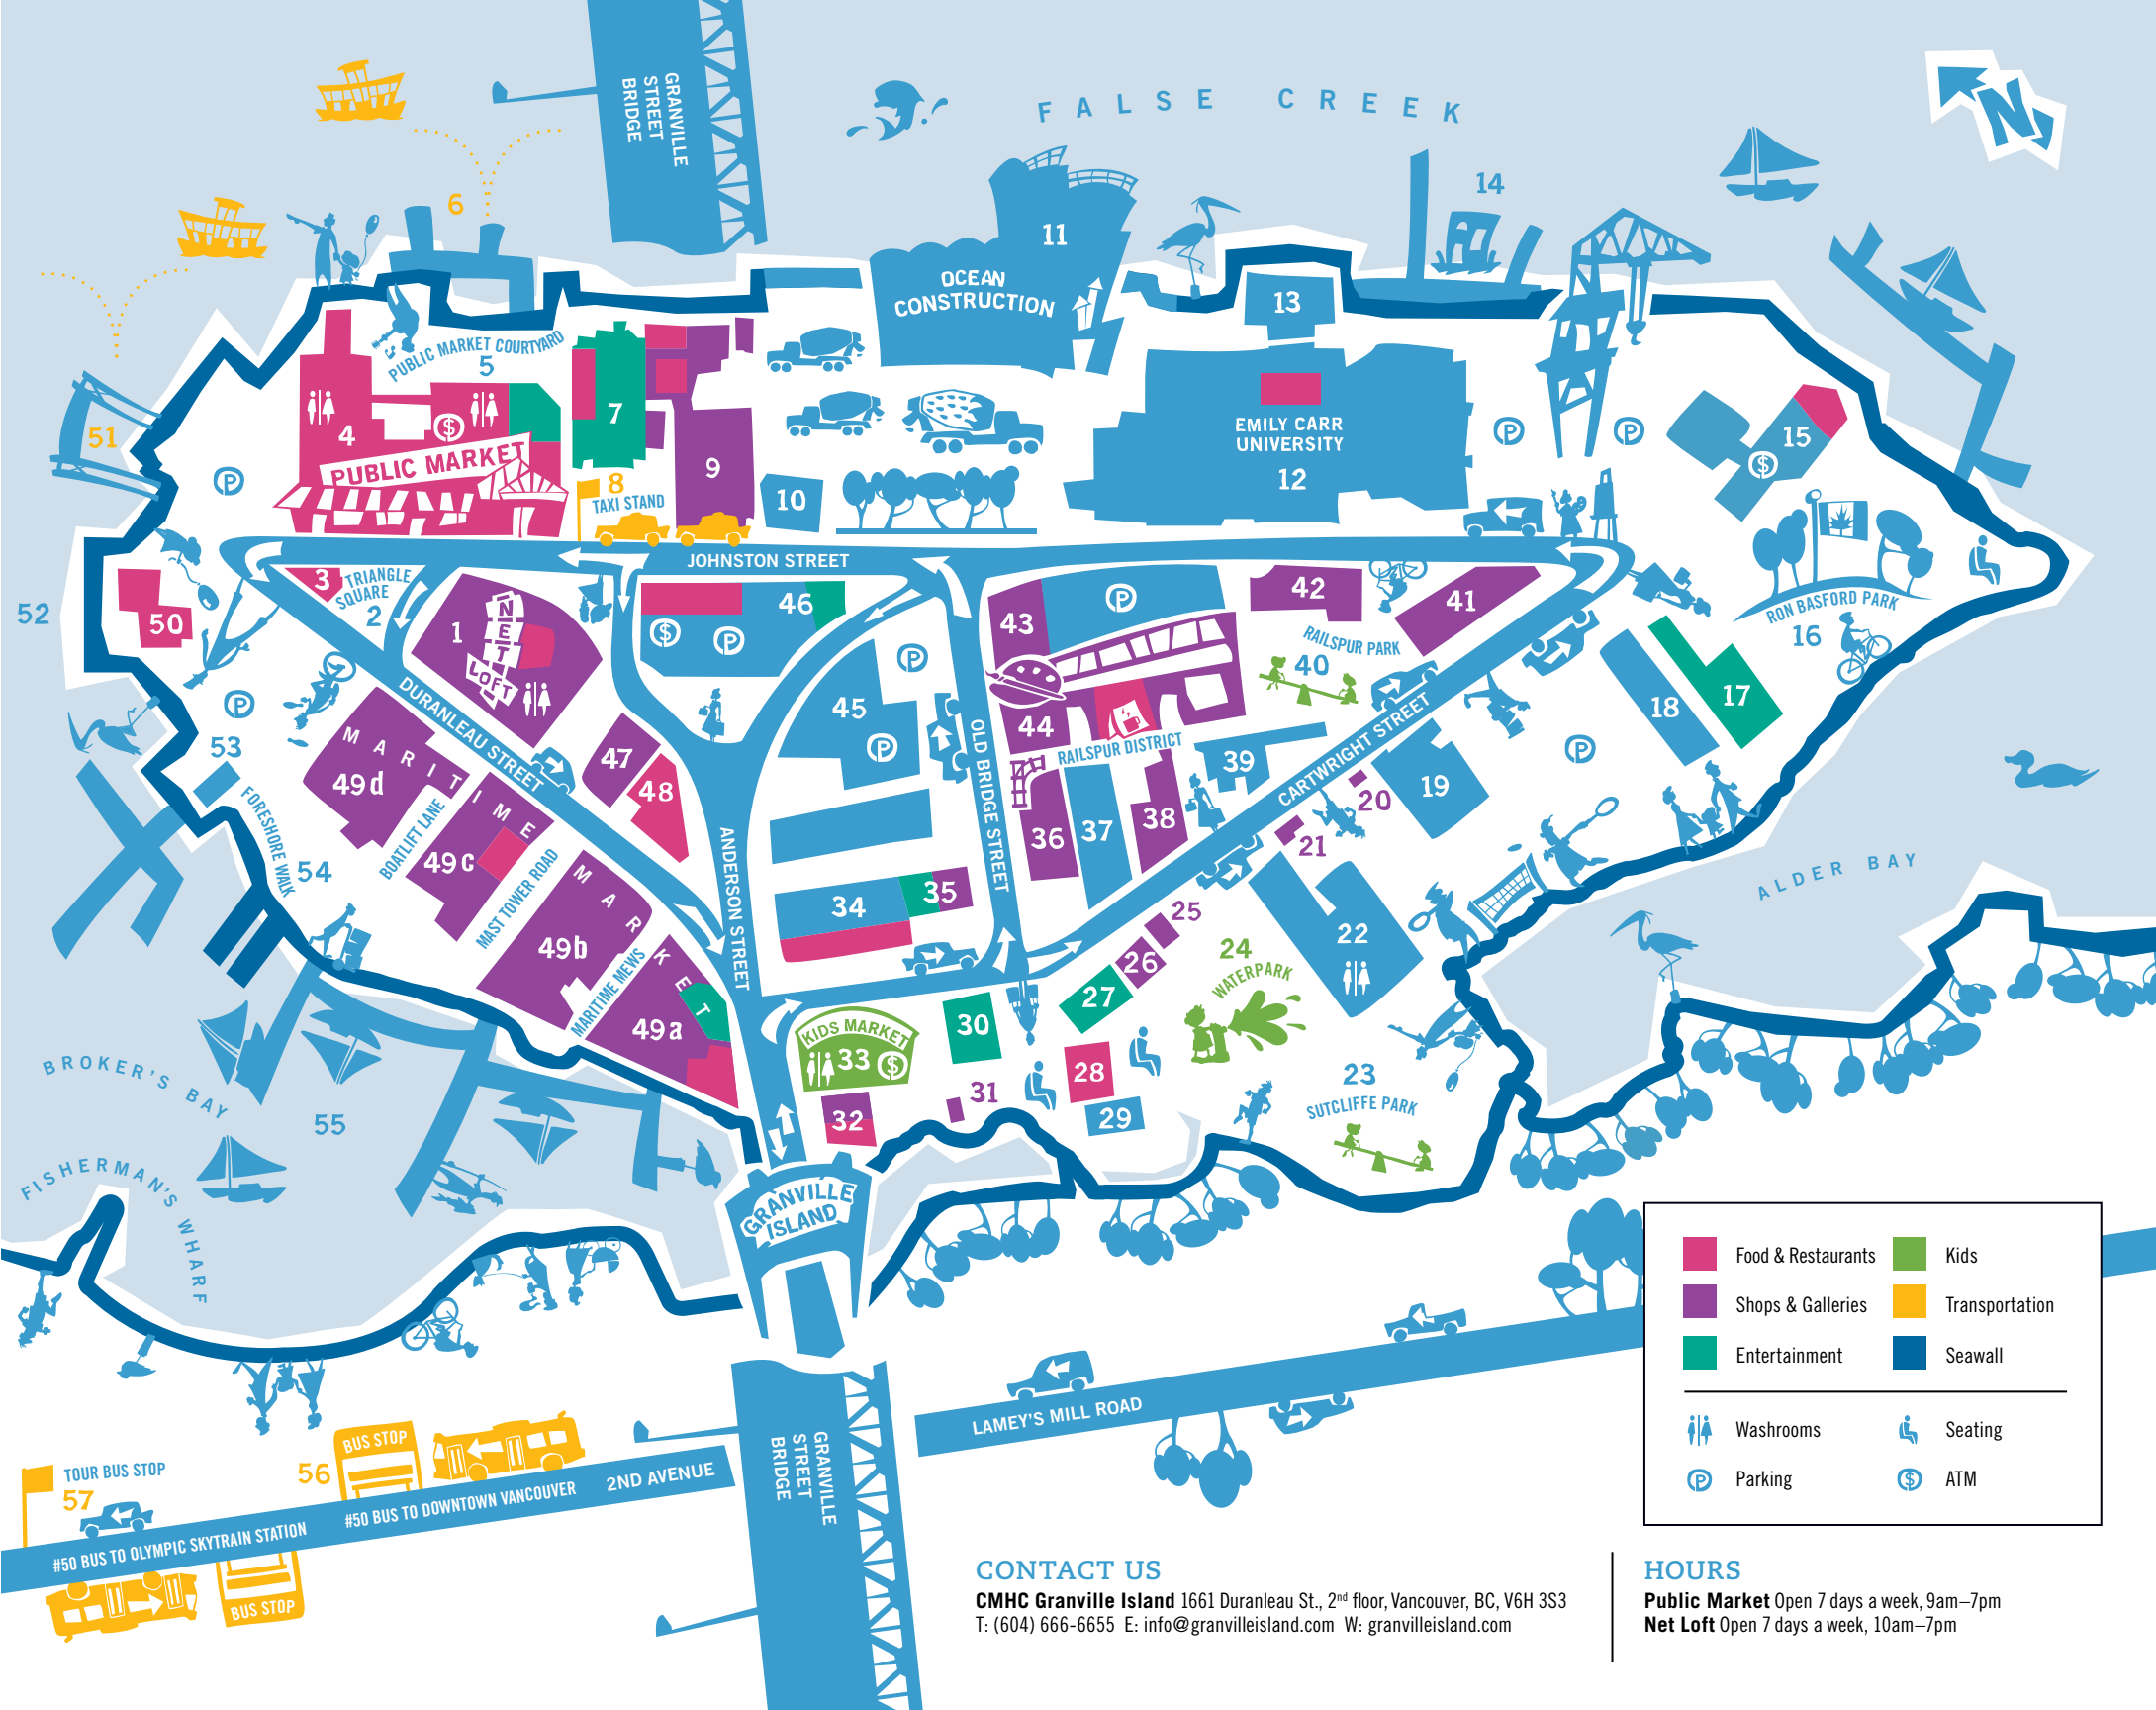 GRANVILLE
STREET
BRIDGE
FALSE CREEK
N
14
6
11
OCEAN
CONSTRUCTION
13
PUBLIC MARKET COURTYARD
5
51
4
$
PUBLIC MARKET
7
8
TAXI STAND
9
10
EMILY CARR
UNIVERSITY
12
P
P
P
15
$
RON BASFORD PARK
16
JOHNSTON STREET
52
50
3
TRIANGLE
SQUARE
2
1
NET
LOFT
46
$
P
P
43
P
42
41
RAILSPUR PARK
40
18
17
P
53
FORESHORE WALK
54
DURANLEAU STREET
MARITIME
MARKET
49d
BOATLIFT LANE
49c
MAST TOWER ROAD
49b
MARITIME MEWS
49a
47
48
45
P
ANDERSON STREET
OLD BRIDGE STREET
44
RAILSPUR DISTRICT
39
CARTWRIGHT STREET
36
37
38
19
20
21
P
34
35
25
26
27
24
WATERPARK
22
ALDER BAY
KIDS MARKET
33
$
30
28
29
31
32
23
SUTCLIFFE PARK
BROKER'S BAY
55
FISHERMAN'S WHARF
GRANVILLE
ISLAND
GRANVILLE
STREET
BRIDGE
LAMEY'S MILL ROAD
TOUR BUS STOP
57
56
BUS STOP
#50 BUS TO OLYMPIC SKYTRAIN STATION
#50 BUS TO DOWNTOWN VANCOUVER
2ND AVENUE
BUS STOP
Food & Restaurants
Kids
Shops & Galleries
Transportation
Entertainment
Seawall
Washrooms
Seating
P Parking
$ ATM
CONTACT US
CMHC Granville Island 1661 Duranleau St., 2nd floor, Vancouver, BC, V6H 3S3
T: (604) 666-6655 E: info@granvilleisland.com W: granvilleisland.com
HOURS
Public Market Open 7 days a week, 9am–7pm
Net Loft Open 7 days a week, 10am–7pm